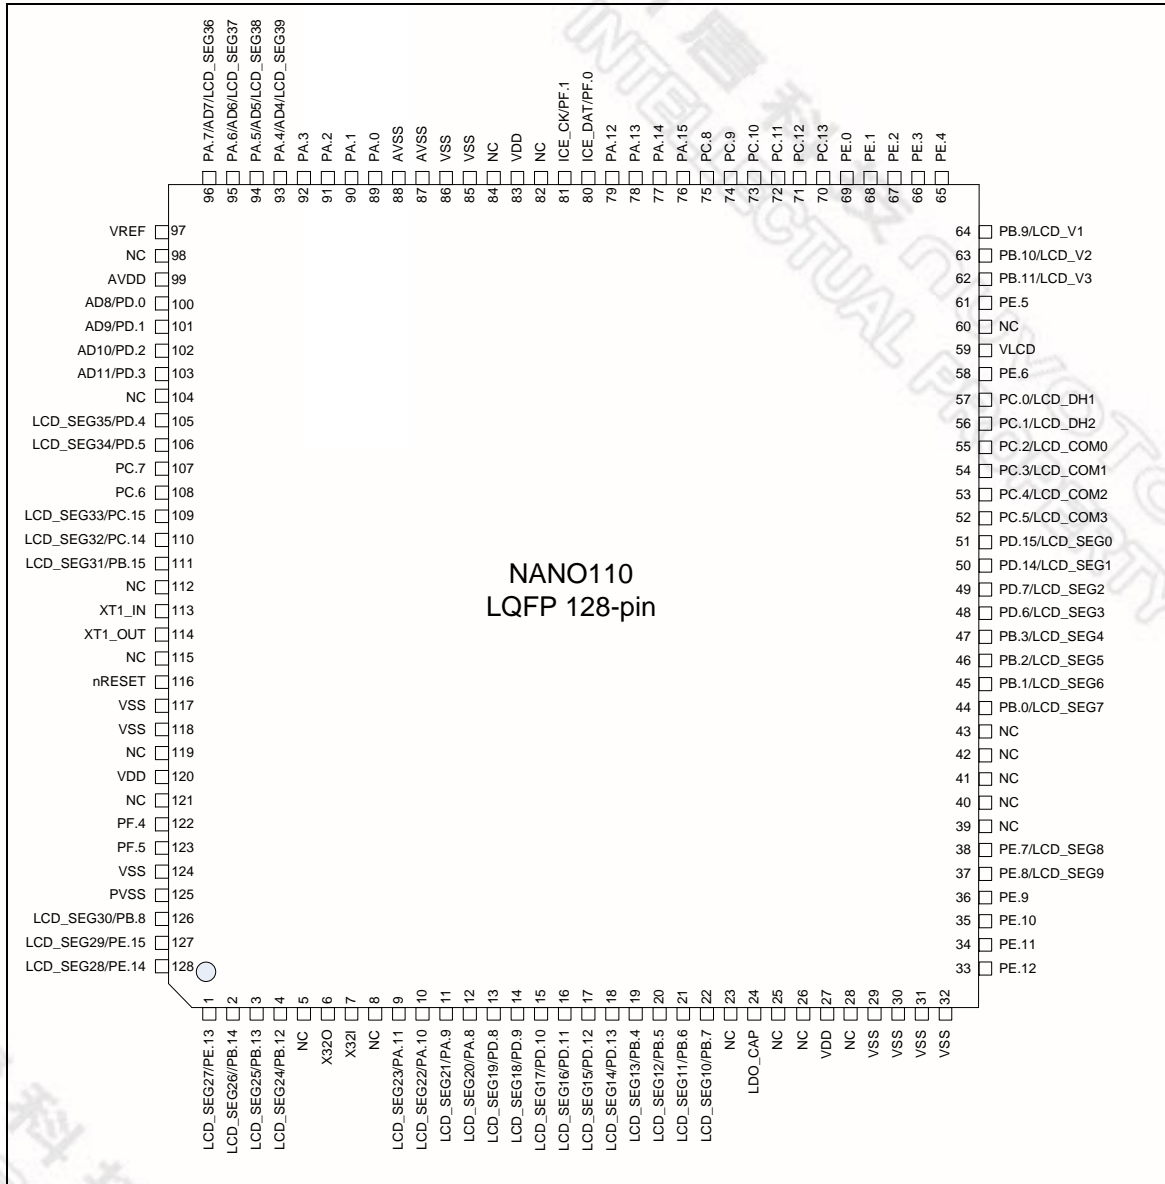 PA.7/AD7/LCD_SEG36
PA.6/AD6/LCD_SEG37
PA.5/AD5/LCD_SEG38
PA.4/AD4/LCD_SEG39
PA.3
PA.2
PA.1
PA.0
AVSS
AVSS
VSS
VSS
NC
VDD
NC
ICE_CK/PF.1
ICE_DAT/PF.0
PA.12
PA.13
PA.14
PA.15
PC.8
PC.9
PC.10
PC.11
PC.12
PC.13
PE.0
PE.1
PE.2
PE.3
PE.4
96 95 94 93 92 91 90 89 88 87 86 85 84 83 82 81 80 79 78 77 76 75 74 73 72 71 70 69 68 67 66 65
VREF 97
NC 98
AVDD 99
AD8/PD.0 100
AD9/PD.1 101
AD10/PD.2 102
AD11/PD.3 103
NC 104
LCD_SEG35/PD.4 105
LCD_SEG34/PD.5 106
PC.7 107
PC.6 108
LCD_SEG33/PC.15 109
LCD_SEG32/PC.14 110
LCD_SEG31/PB.15 111
NC 112
XT1_IN 113
XT1_OUT 114
NC 115
nRESET 116
VSS 117
VSS 118
NC 119
VDD 120
NC 121
PF.4 122
PF.5 123
VSS 124
PVSS 125
LCD_SEG30/PB.8 126
LCD_SEG29/PE.15 127
LCD_SEG28/PE.14 128
NANO110
LQFP 128-pin
64 PB.9/LCD_V1
63 PB.10/LCD_V2
62 PB.11/LCD_V3
61 PE.5
60 NC
59 VLCD
58 PE.6
57 PC.0/LCD_DH1
56 PC.1/LCD_DH2
55 PC.2/LCD_COM0
54 PC.3/LCD_COM1
53 PC.4/LCD_COM2
52 PC.5/LCD_COM3
51 PD.15/LCD_SEG0
50 PD.14/LCD_SEG1
49 PD.7/LCD_SEG2
48 PD.6/LCD_SEG3
47 PB.3/LCD_SEG4
46 PB.2/LCD_SEG5
45 PB.1/LCD_SEG6
44 PB.0/LCD_SEG7
43 NC
42 NC
41 NC
40 NC
39 NC
38 PE.7/LCD_SEG8
37 PE.8/LCD_SEG9
36 PE.9
35 PE.10
34 PE.11
33 PE.12
1 2 3 4 5 6 7 8 9 10 11 12 13 14 15 16 17 18 19 20 21 22 23 24 25 26 27 28 29 30 31 32
LCD_SEG27/PE.13
LCD_SEG26//PB.14
LCD_SEG25/PB.13
LCD_SEG24/PB.12
NC
X32O
X32I
NC
LCD_SEG23/PA.11
LCD_SEG22/PA.10
LCD_SEG21/PA.9
LCD_SEG20/PA.8
LCD_SEG19/PD.8
LCD_SEG18/PD.9
LCD_SEG17/PD.10
LCD_SEG16/PD.11
LCD_SEG15/PD.12
LCD_SEG14/PD.13
LCD_SEG13/PB.4
LCD_SEG12/PB.5
LCD_SEG11/PB.6
LCD_SEG10/PB.7
NC
LDO_CAP
NC
NC
VDD
NC
VSS
VSS
VSS
VSS
唐科技 nuvoTo
INTELLECTUAL PROPERTY
科技